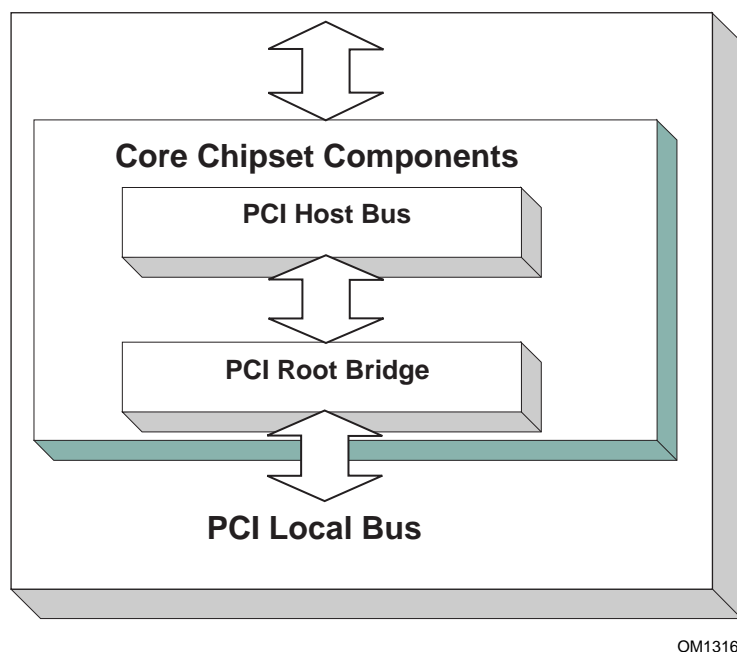 Core Chipset Components
PCI Host Bus
PCI Root Bridge
PCI Local Bus
OM1316